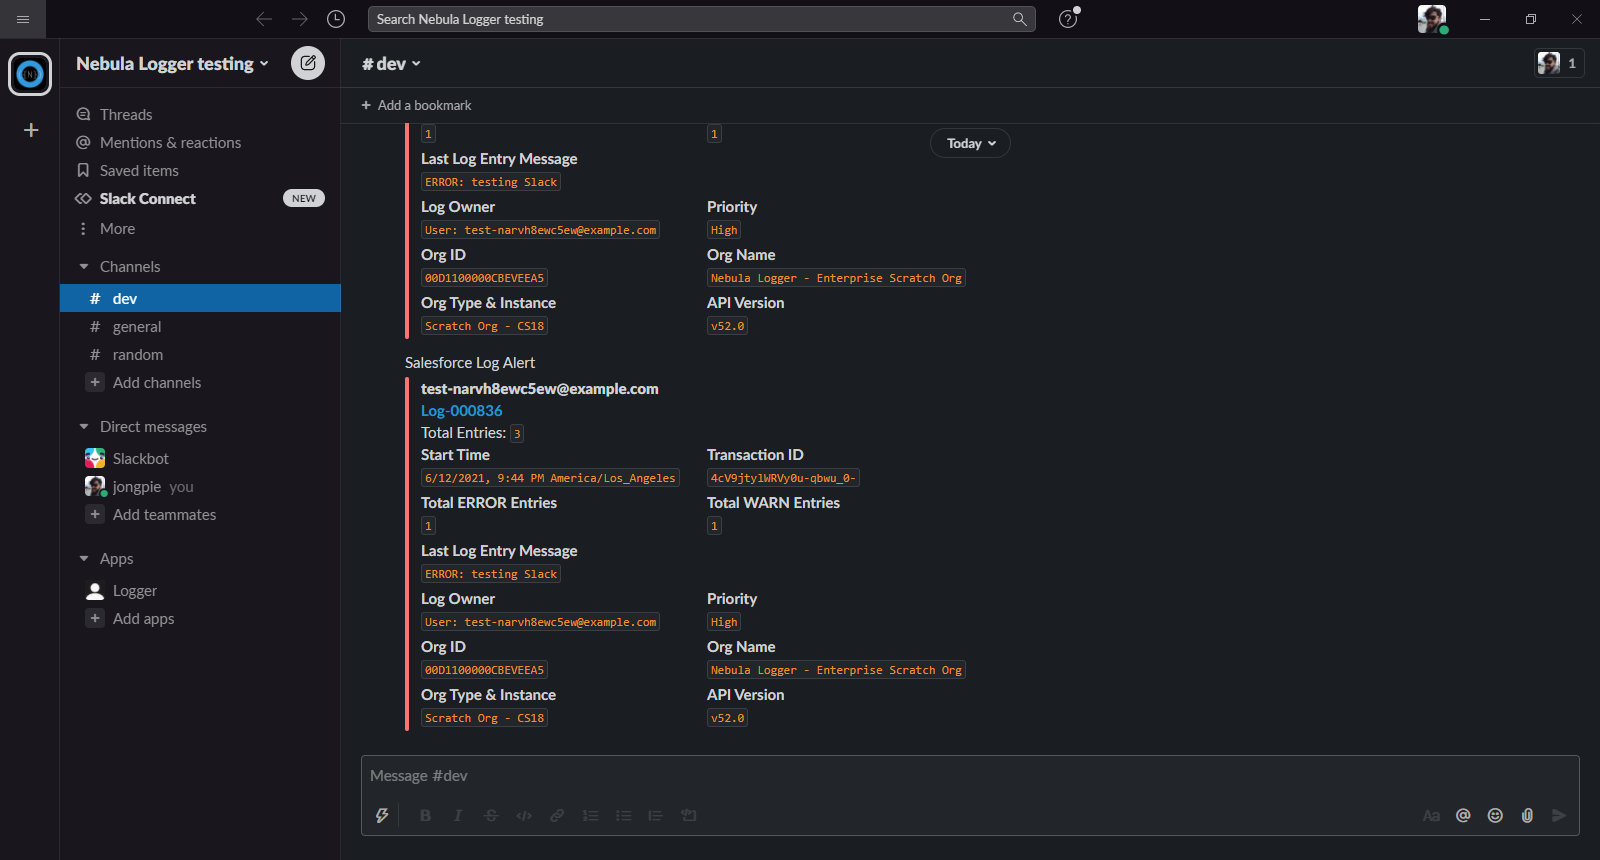 Search Nebula Logger testing
Nebula Logger testing
Threads
Mentions & reactions
Saved items
Slack Connect NEW
More
Channels
# dev
# general
# random
+ Add channels
Direct messages
Slackbot
jongpie you
+ Add teammates
Apps
Logger
+ Add apps
# dev
1
+ Add a bookmark
Today
1 1
Last Log Entry Message
ERROR: testing Slack
Log Owner Priority
User: test-narvh8ewc5ew@example.com High
Org ID Org Name
00D1100000CBEVEEA5 Nebula Logger - Enterprise Scratch Org
Org Type & Instance API Version
Scratch Org - CS18 v52.0
Salesforce Log Alert
test-narvh8ewc5ew@example.com
Log-000836
Total Entries: 3
Start Time Transaction ID
6/12/2021, 9:44 PM America/Los_Angeles 4cV9jtylWRVy0u-qbwu_0-
Total ERROR Entries Total WARN Entries
1 1
Last Log Entry Message
ERROR: testing Slack
Log Owner Priority
User: test-narvh8ewc5ew@example.com High
Org ID Org Name
00D1100000CBEVEEA5 Nebula Logger - Enterprise Scratch Org
Org Type & Instance API Version
Scratch Org - CS18 v52.0
Message #dev
B I S </> Aa @